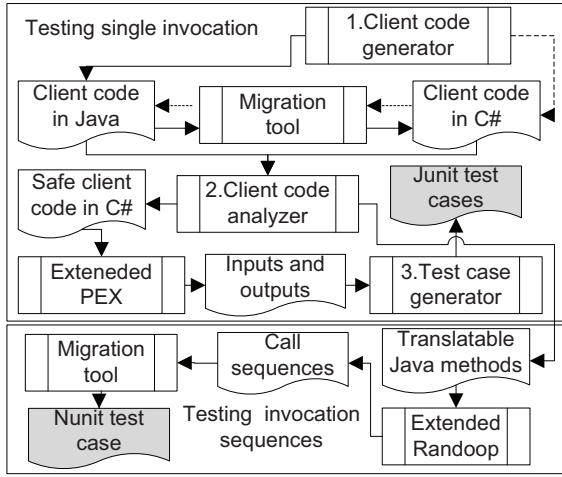 Testing single invocation
1.Client code
generator
Client code
in Java
Migration
tool
Client code
in C#
Safe client
code in C#
2.Client code
analyzer
Junit test
cases
Exteneded
PEX
Inputs and
outputs
3.Test case
generator
Migration
tool
Call
sequences
Translatable
Java methods
Nunit test
case
Testing invocation
sequences
Extended
Randoop